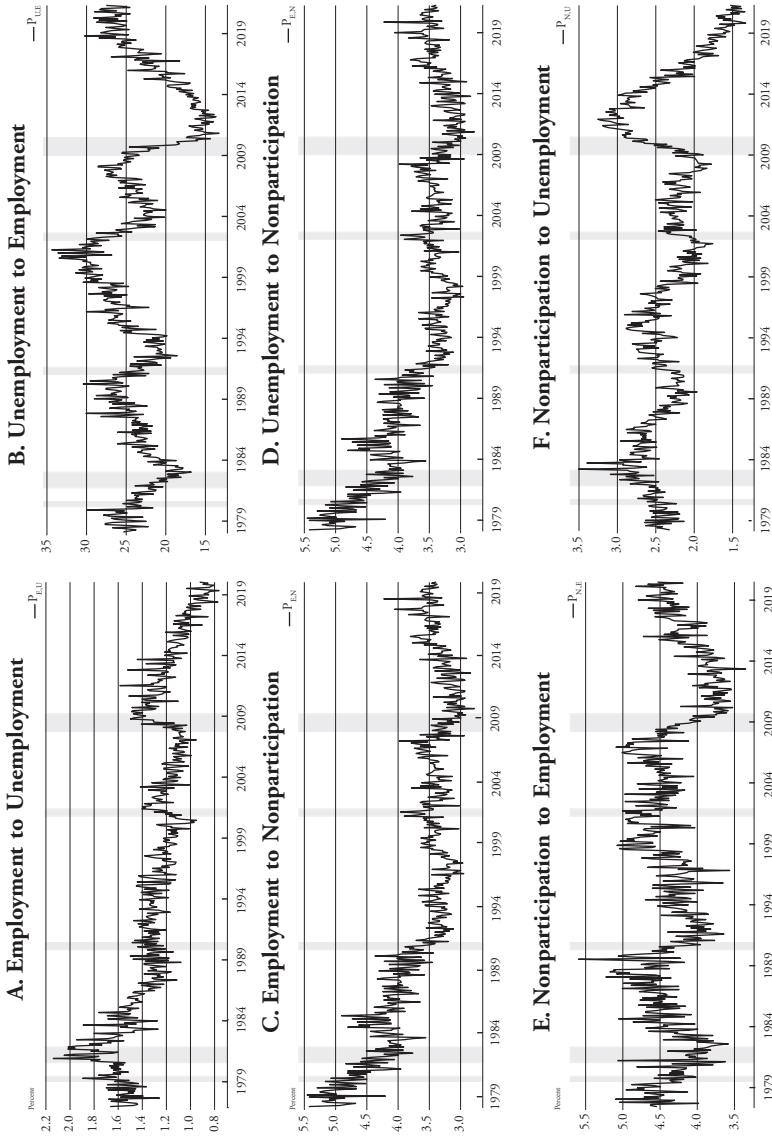 A. Employment to Unemployment
Percent
P_E,U
2.2
2.0
1.8
1.6
1.4
1.2
1.0
0.8
1979 1984 1989 1994 1999 2004 2009 2014 2019
B. Unemployment to Employment
P_U,E
35
30
25
20
15
1979 1984 1989 1994 1999 2004 2009 2014 2019
C. Employment to Nonparticipation
P_E,N
5.5
5.0
4.5
4.0
3.5
3.0
1979 1984 1989 1994 1999 2004 2009 2014 2019
D. Unemployment to Nonparticipation
P_E,N
5.5
5.0
4.5
4.0
3.5
3.0
1979 1984 1989 1994 1999 2004 2009 2014 2019
E. Nonparticipation to Employment
P_N,E
5.5
5.0
4.5
4.0
3.5
1979 1984 1989 1994 1999 2004 2009 2014 2019
F. Nonparticipation to Unemployment
P_N,U
3.5
3.0
2.5
2.0
1.5
1979 1984 1989 1994 1999 2004 2009 2014 2019